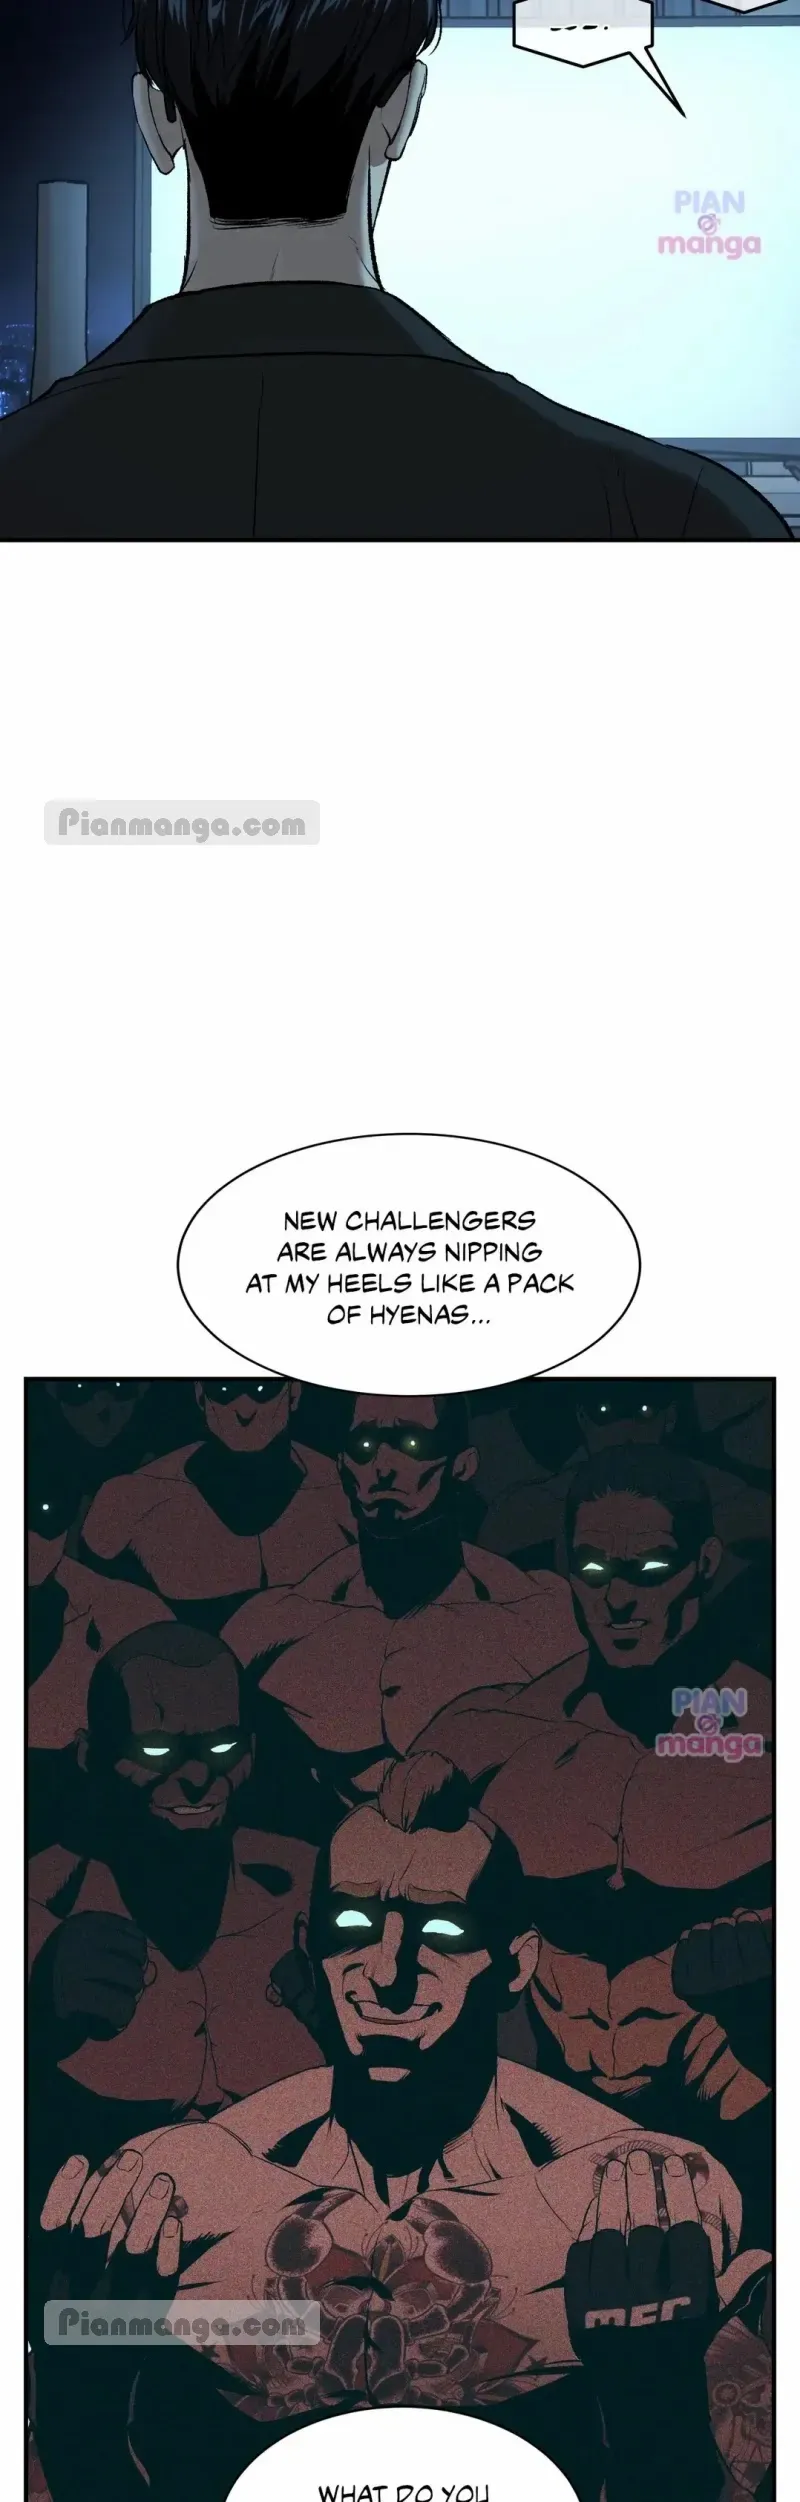 PIAN
manga
Pianmanga.com
NEW CHALLENGERS
ARE ALWAYS NIPPING
AT MY HEELS LIKE A PACK
OF HYENAS...
PIAN
manga
MFC
Pianmanga.com
WHAT DO YOU